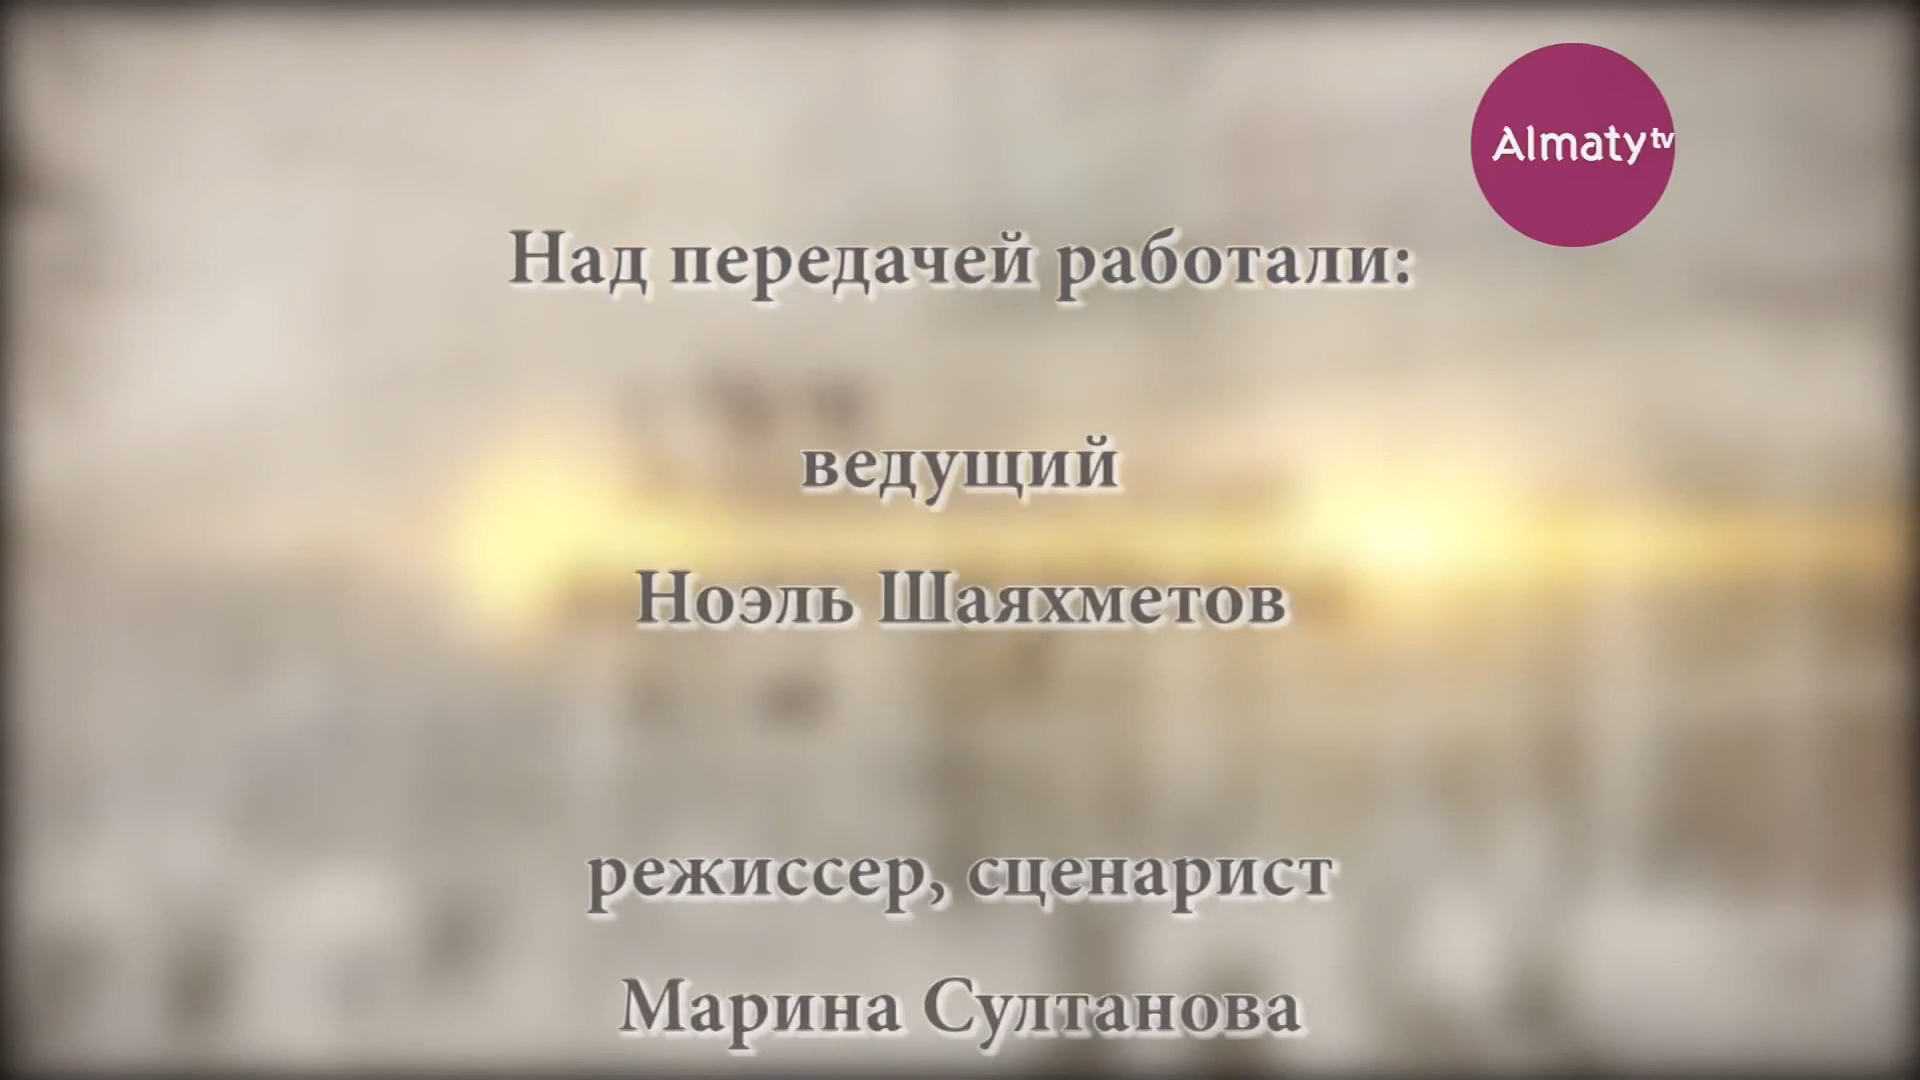 Almaty tv
Над передачей работали:
ведущий
Ноэль Шаяхметов
режиссер, сценарист
Марина Султанова